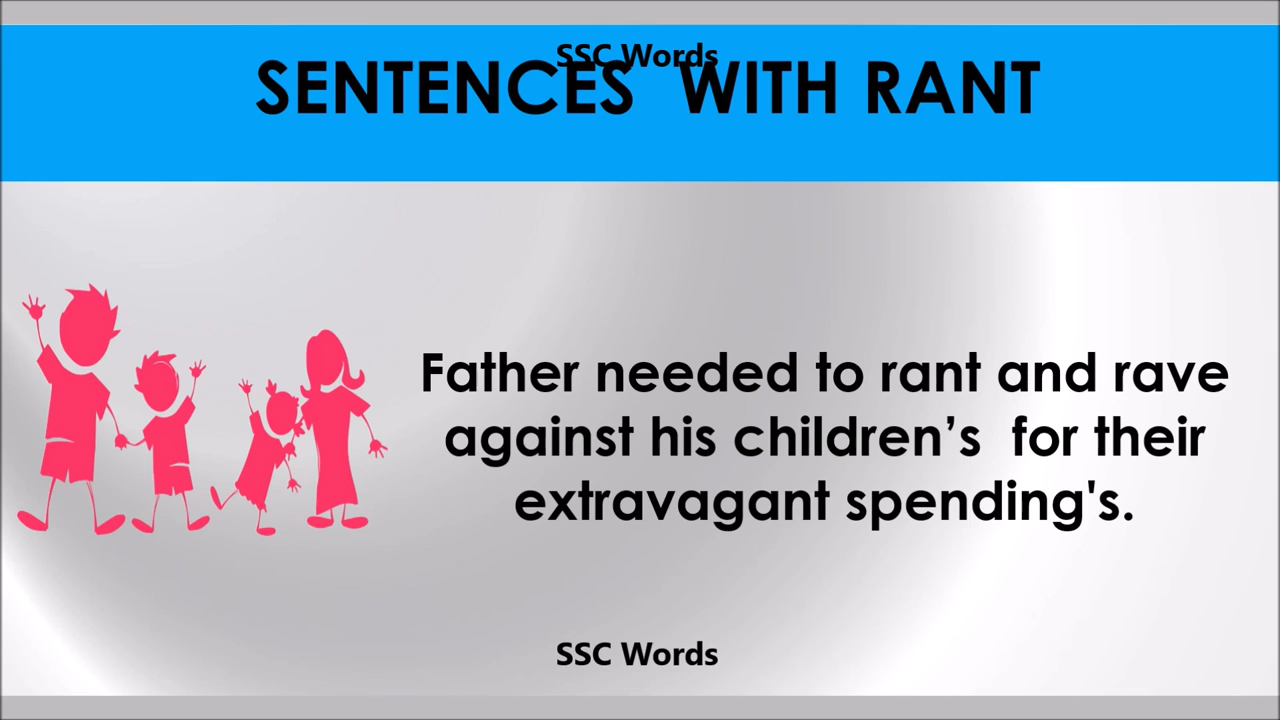 SSC Words
SENTENCES WITH RANT
Father needed to rant and rave
against his children’s for their
extravagant spending's.
SSC Words